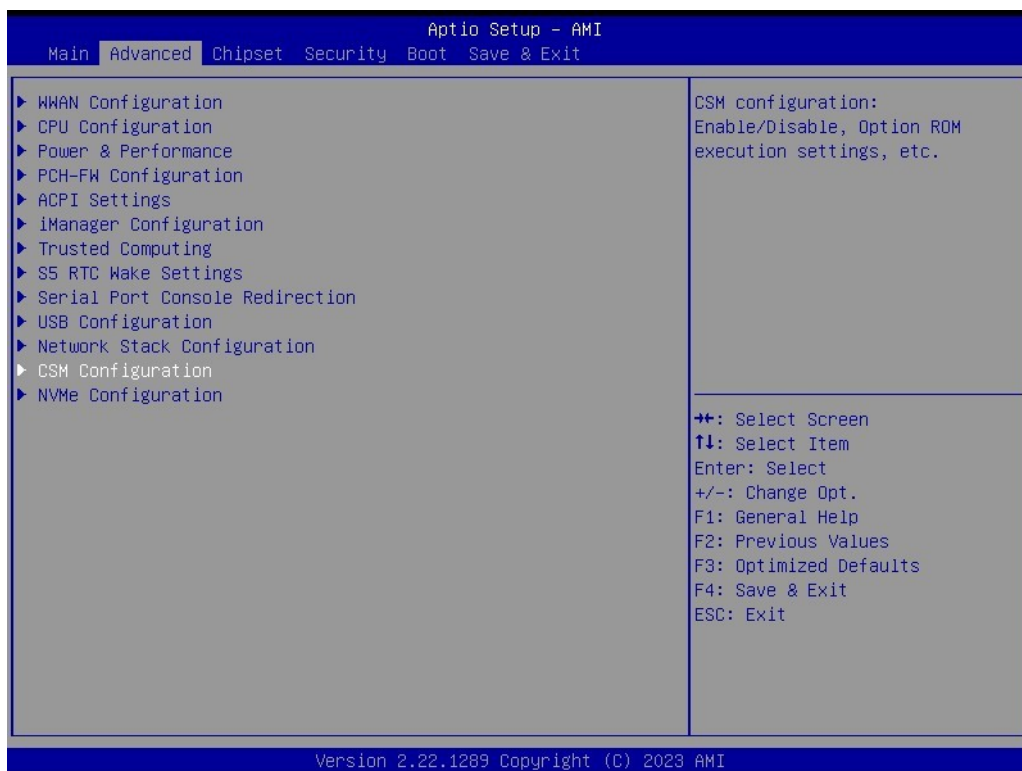 Aptio Setup - AMI
Main Advanced Chipset Security Boot Save & Exit
WWAN Configuration
CPU Configuration
Power & Performance
PCH-FW Configuration
ACPI Settings
iManager Configuration
Trusted Computing
S5 RTC Wake Settings
Serial Port Console Redirection
USB Configuration
Network Stack Configuration
CSM Configuration
NVMe Configuration
CSM configuration:
Enable/Disable, Option ROM
execution settings, etc.
→←: Select Screen
↑↓: Select Item
Enter: Select
+/-: Change Opt.
F1: General Help
F2: Previous Values
F3: Optimized Defaults
F4: Save & Exit
ESC: Exit
Version 2.22.1289 Copyright (C) 2023 AMI